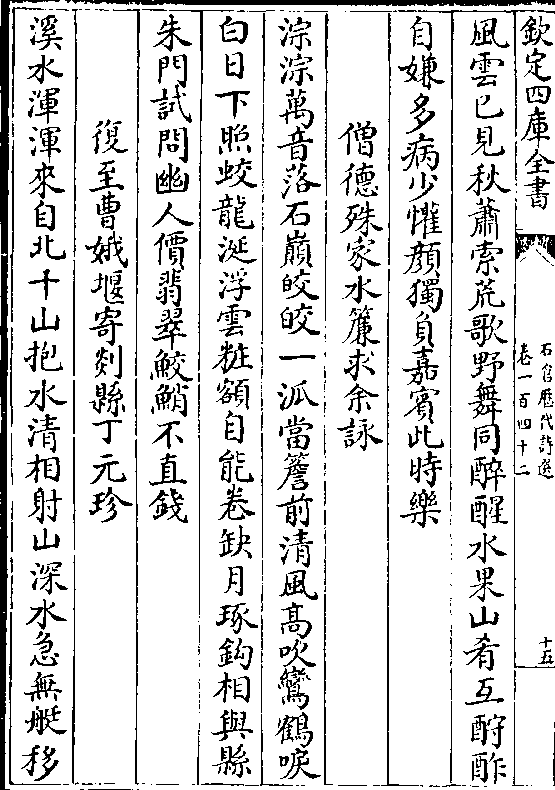 欽定四庫全書
石倉歷代詩選
卷一百四十二
十五
風雲已見秋蕭索荒歌野舞同醉醒水果山肴互酧酢
自嫌多病少懽顔獨負嘉賓此時樂
僧德殊家水簾求余詠
淙淙萬音落石巔皎皎一派當簷前清風髙吹鸞鶴唳
白日下照蛟龍涎浮雲粧額自能卷缺月琢鈎相與縣
朱門試問幽人價翡翠鮫鮹不直錢
復至曹娥堰寄剡縣丁元珍
溪水渾渾來自北千山抱水清相射山深水急無艇移